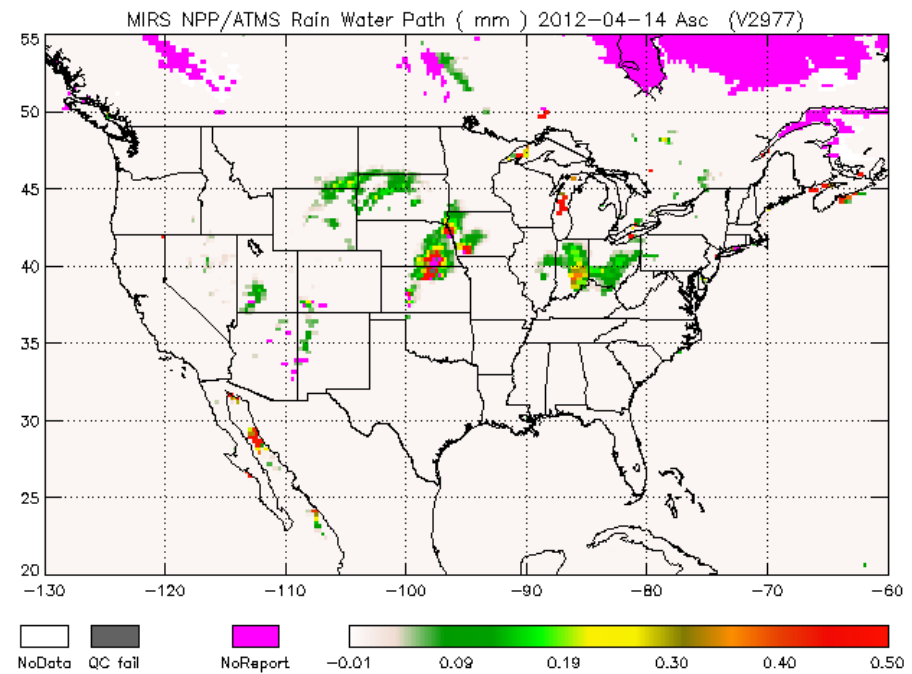 MIRS NPP/ATMS Rain Water Path ( mm ) 2012-04-14 Asc (V2977)
55
50
45
40
35
30
25
20
-130 -120 -110 -100 -90 -80 -70 -60
NoData QC fail NoReport -0.01 0.09 0.19 0.30 0.40 0.50